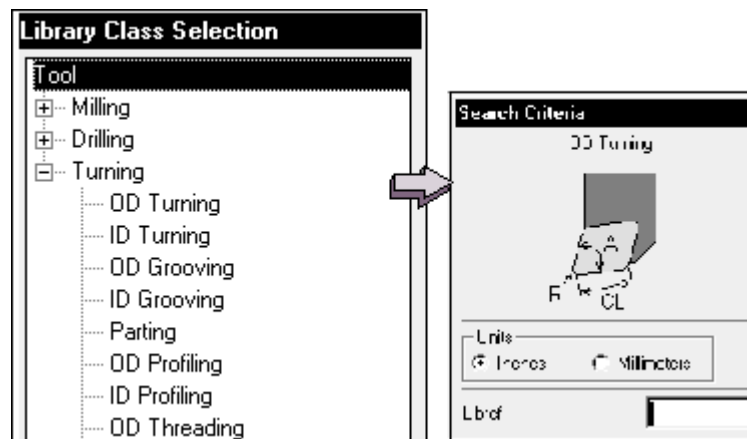 Library Class Selection
Tool
Milling
Drilling
Turning
OD Turning
ID Turning
OD Grooving
ID Grooving
Parting
OD Profiling
ID Profiling
OD Threading
Search Criteria
OD Turning
A
R
CL
Units
Inches
Millimeters
Libref